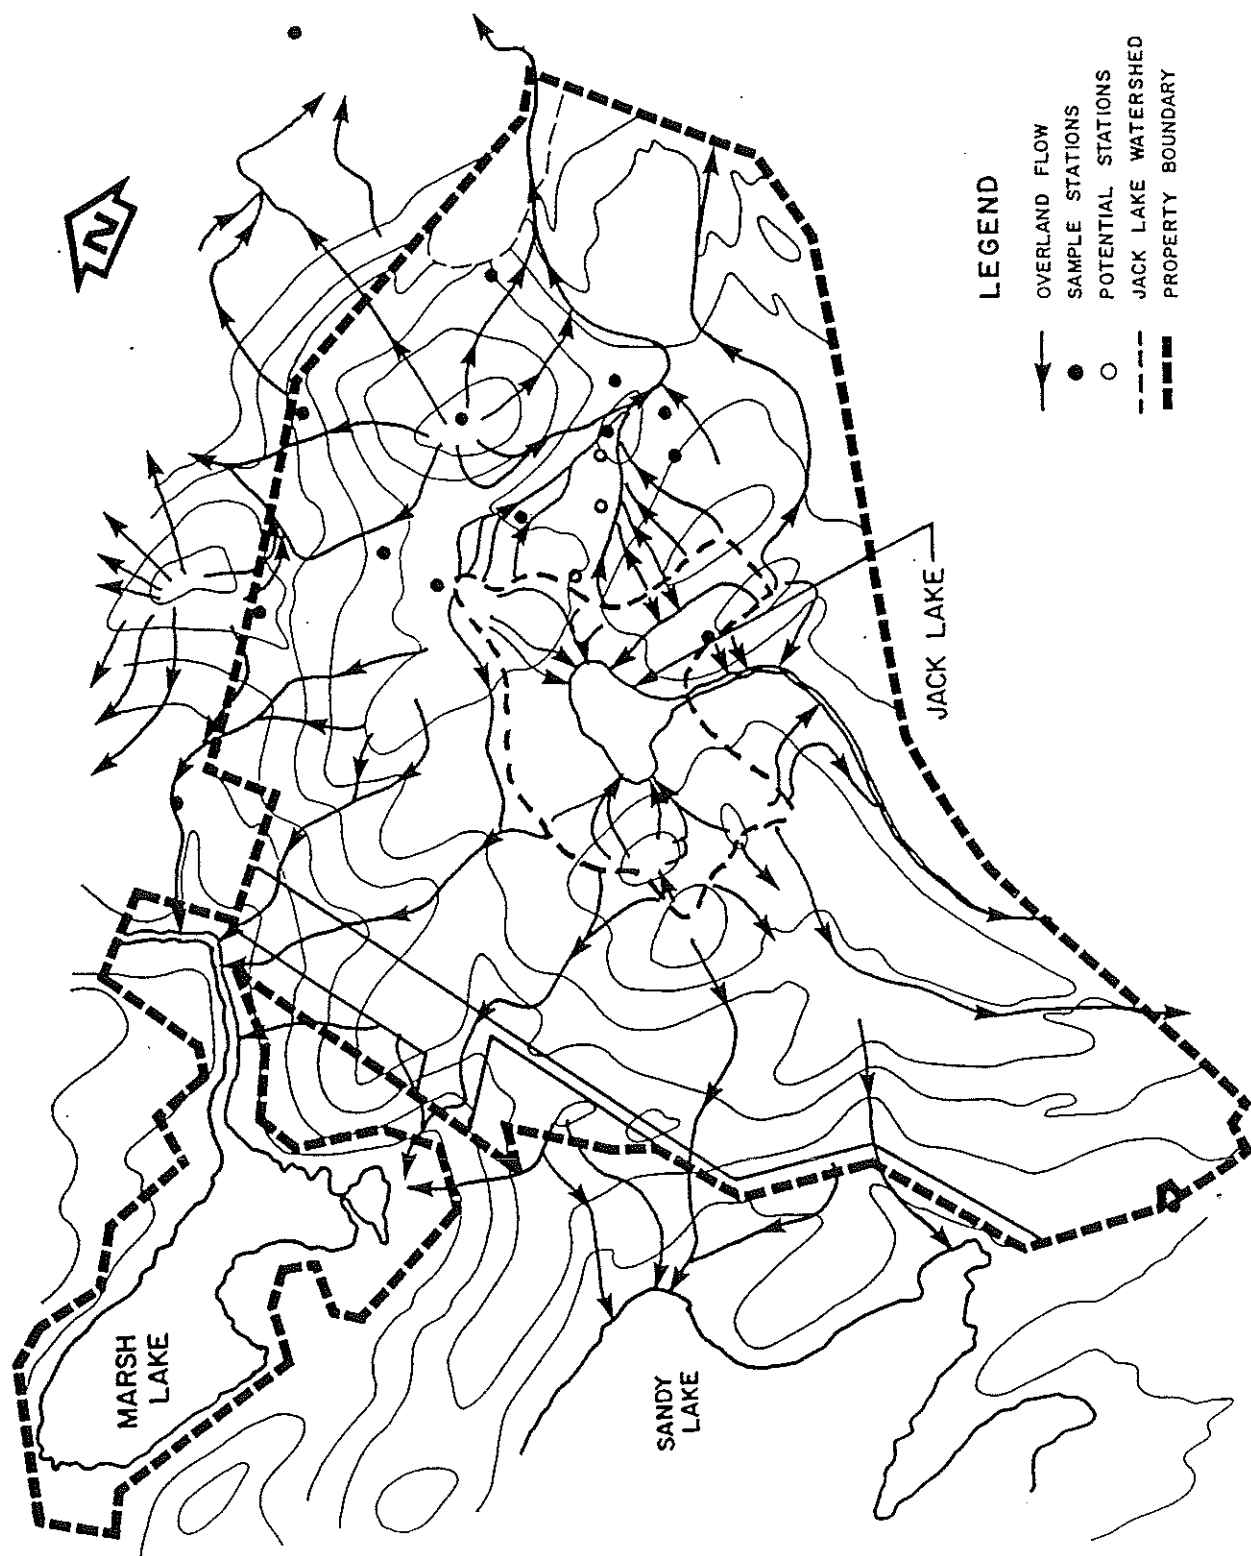 N
MARSH
LAKE
SANDY
LAKE
JACK LAKE
LEGEND
OVERLAND FLOW
SAMPLE STATIONS
POTENTIAL STATIONS
JACK LAKE WATERSHED
PROPERTY BOUNDARY